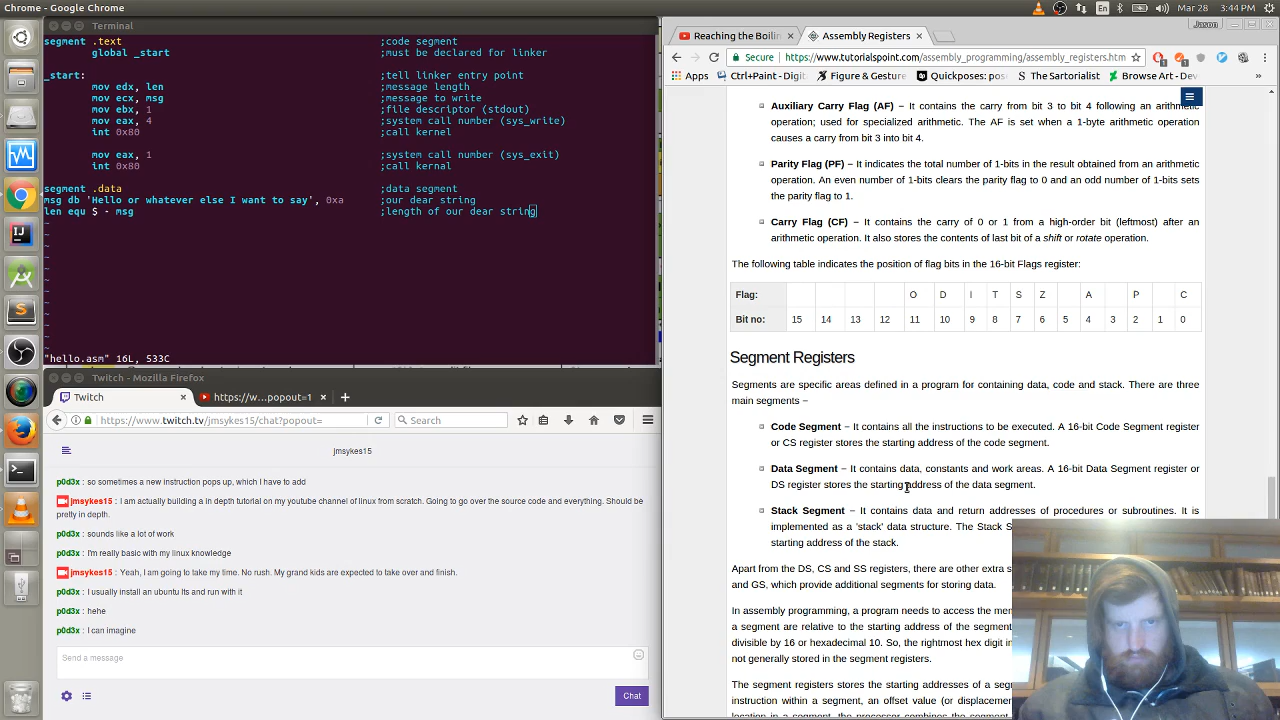 Chrome - Google Chrome
En
Mar 28
3:44 PM
Terminal
segment .text ;code segment
global _start ;must be declared for linker
_start: ;tell linker entry point
mov edx, len ;message length
mov ecx, msg ;message to write
mov ebx, 1 ;file descriptor (stdout)
mov eax, 4 ;system call number (sys_write)
int 0x80 ;call kernel
mov eax, 1 ;system call number (sys_exit)
int 0x80 ;call kernel
segment .data ;data segment
msg db 'Hello or whatever else I want to say', 0xa ;our dear string
len equ $ - msg ;length of our dear string
~
~
~
~
~
~
~
~
~
~
~
"hello.asm" 16L, 533C
Twitch - Mozilla Firefox
Twitch
https://w...popout=1
https://www.twitch.tv/jmsykes15/chat?popout=
Search
jmsykes15
p0d3x : so sometimes a new instruction pops up, which I have to add
jmsykes15 : I am actually building a in depth tutorial on my youtube channel of linux from scratch. Going to go over the source code and everything. Should
be pretty in depth.
p0d3x : sounds like a lot of work
p0d3x : I'm really basic with my linux knowledge
jmsykes15 : Yeah, I am going to take my time. No rush. My grand kids are expected to take over and finish.
p0d3x : I usually install an ubuntu lts and run with it
p0d3x : hehe
p0d3x : I can imagine
Send a message
Chat
Jason
Reaching the Boilin
Assembly Registers
Secure
https://www.tutorialspoint.com/assembly_programming/assembly_registers.htm
Apps
Ctrl+Paint - Digit
Figure & Gesture
Quickposes: pos
The Sartorialist
Browse Art - Dev
»
Auxiliary Carry Flag (AF) – It contains the carry from bit 3 to bit 4 following an arithmetic
operation; used for specialized arithmetic. The AF is set when a 1-byte arithmetic operation
causes a carry from bit 3 into bit 4.
Parity Flag (PF) – It indicates the total number of 1-bits in the result obtained from an arithmetic
operation. An even number of 1-bits clears the parity flag to 0 and an odd number of 1-bits sets
the parity flag to 1.
Carry Flag (CF) – It contains the carry of 0 or 1 from a high-order bit (leftmost) after an
arithmetic operation. It also stores the contents of last bit of a shift or rotate operation.
The following table indicates the position of flag bits in the 16-bit Flags register:
Flag: O D I T S Z A P C
Bit no: 15 14 13 12 11 10 9 8 7 6 5 4 3 2 1 0
Segment Registers
Segments are specific areas defined in a program for containing data, code and stack. There are three
main segments –
Code Segment – It contains all the instructions to be executed. A 16-bit Code Segment register
or CS register stores the starting address of the code segment.
Data Segment – It contains data, constants and work areas. A 16-bit Data Segment register or
DS register stores the starting address of the data segment.
Stack Segment – It contains data and return addresses of procedures or subroutines. It is
implemented as a 'stack' data structure. The Stack S
starting address of the stack.
Apart from the DS, CS and SS registers, there are other extra s
and GS, which provide additional segments for storing data.
In assembly programming, a program needs to access the mem
a segment are relative to the starting address of the segment
divisible by 16 or hexadecimal 10. So, the rightmost hex digit in
not generally stored in the segment registers.
The segment registers stores the starting addresses of a segm
instruction within a segment, an offset value (or displacemen
location in a segment, the processor combines the segment